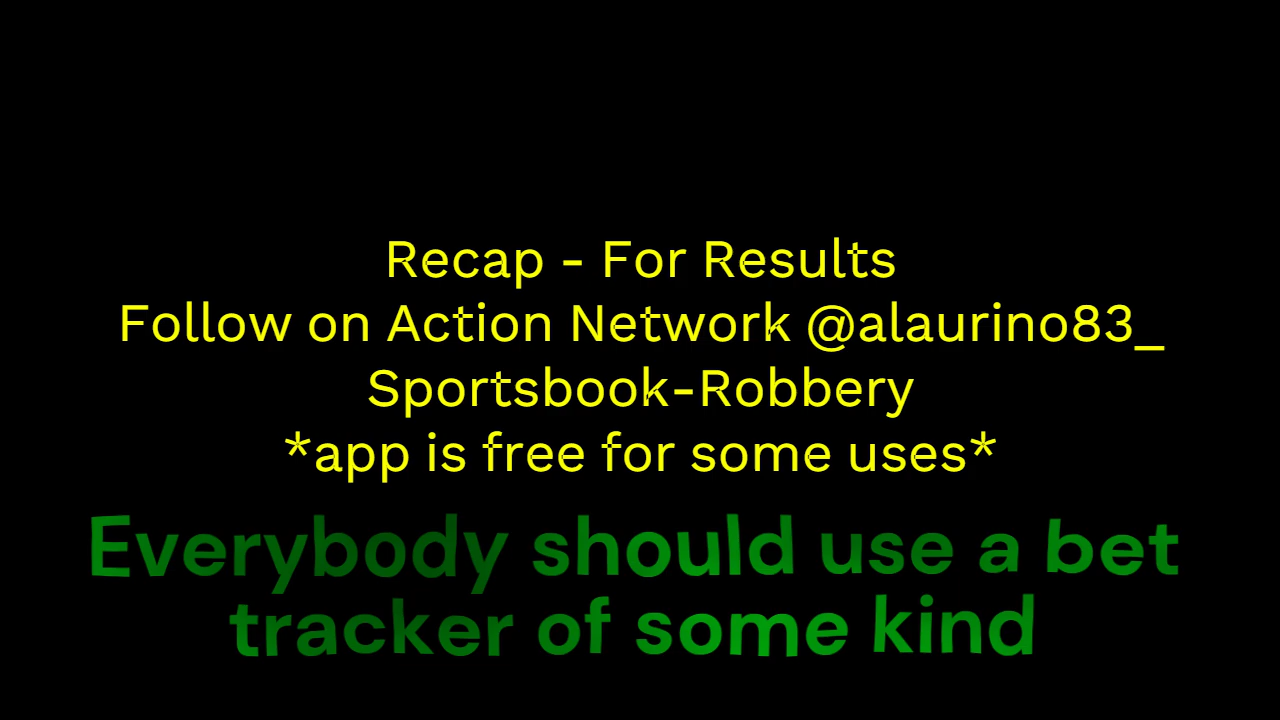 Recap - For Results
Follow on Action Network @alaurino83_
Sportsbook-Robbery
*app is free for some uses*
Everybody should use a bet
tracker of some kind